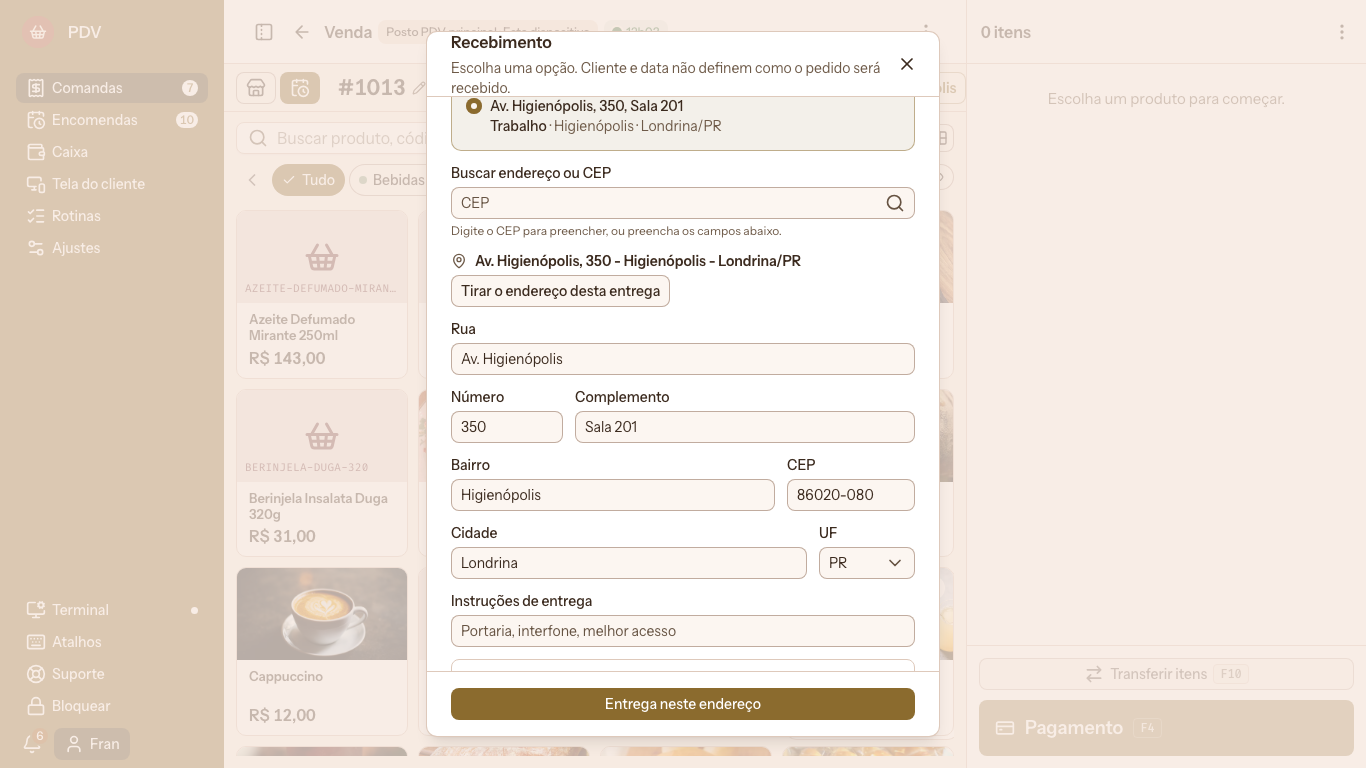 PDV
Comandas 7
Encomendas 10
Caixa
Tela do cliente
Rotinas
Ajustes
Terminal
Atalhos
Suporte
Bloquear
6
Fran
Venda
#1013
Buscar produto, códi
Tudo
Bebidas
AZEITE-DEFUMADO-MIRAN…
Azeite Defumado
Mirante 250ml
R$ 143,00
BERINJELA-DUGA-320
Berinjela Insalata Duga
320g
R$ 31,00
Cappuccino
R$ 12,00
Recebimento
Escolha uma opção. Cliente e data não definem como o pedido será
recebido.
Av. Higienópolis, 350, Sala 201
Trabalho · Higienópolis · Londrina/PR
Buscar endereço ou CEP
CEP
Digite o CEP para preencher, ou preencha os campos abaixo.
Av. Higienópolis, 350 - Higienópolis - Londrina/PR
Tirar o endereço desta entrega
Rua
Av. Higienópolis
Número
Complemento
350
Sala 201
Bairro
CEP
Higienópolis
86020-080
Cidade
UF
Londrina
PR
Instruções de entrega
Portaria, interfone, melhor acesso
Entrega neste endereço
0 itens
Escolha um produto para começar.
Transferir itens F10
Pagamento F4